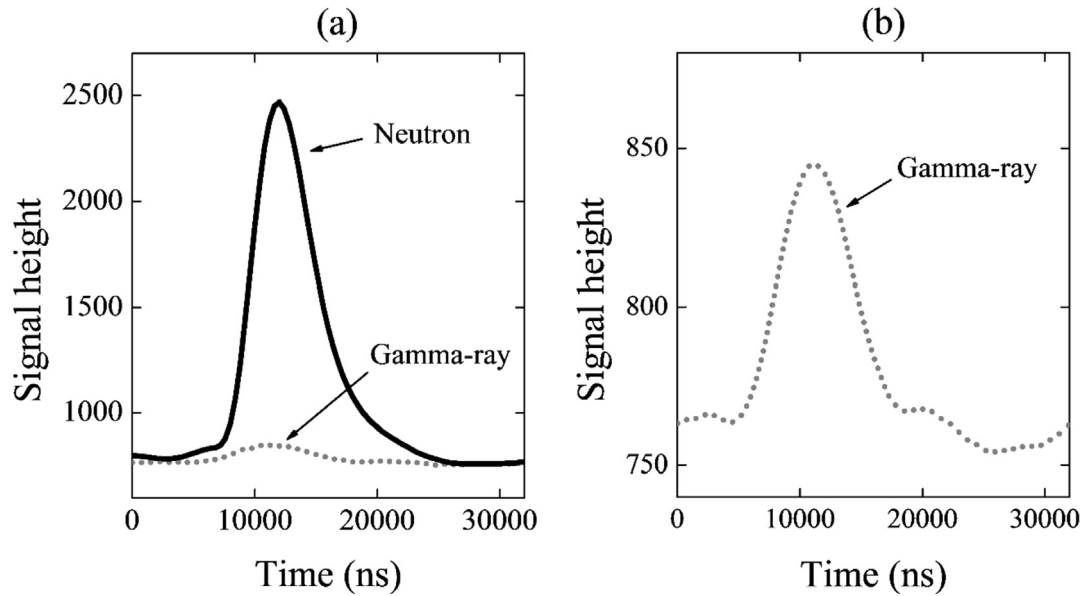 (a)
Signal height
2500
2000
1500
1000
Neutron
Gamma-ray
0
10000
20000
30000
Time (ns)
(b)
Signal height
850
800
750
Gamma-ray
0
10000
20000
30000
Time (ns)